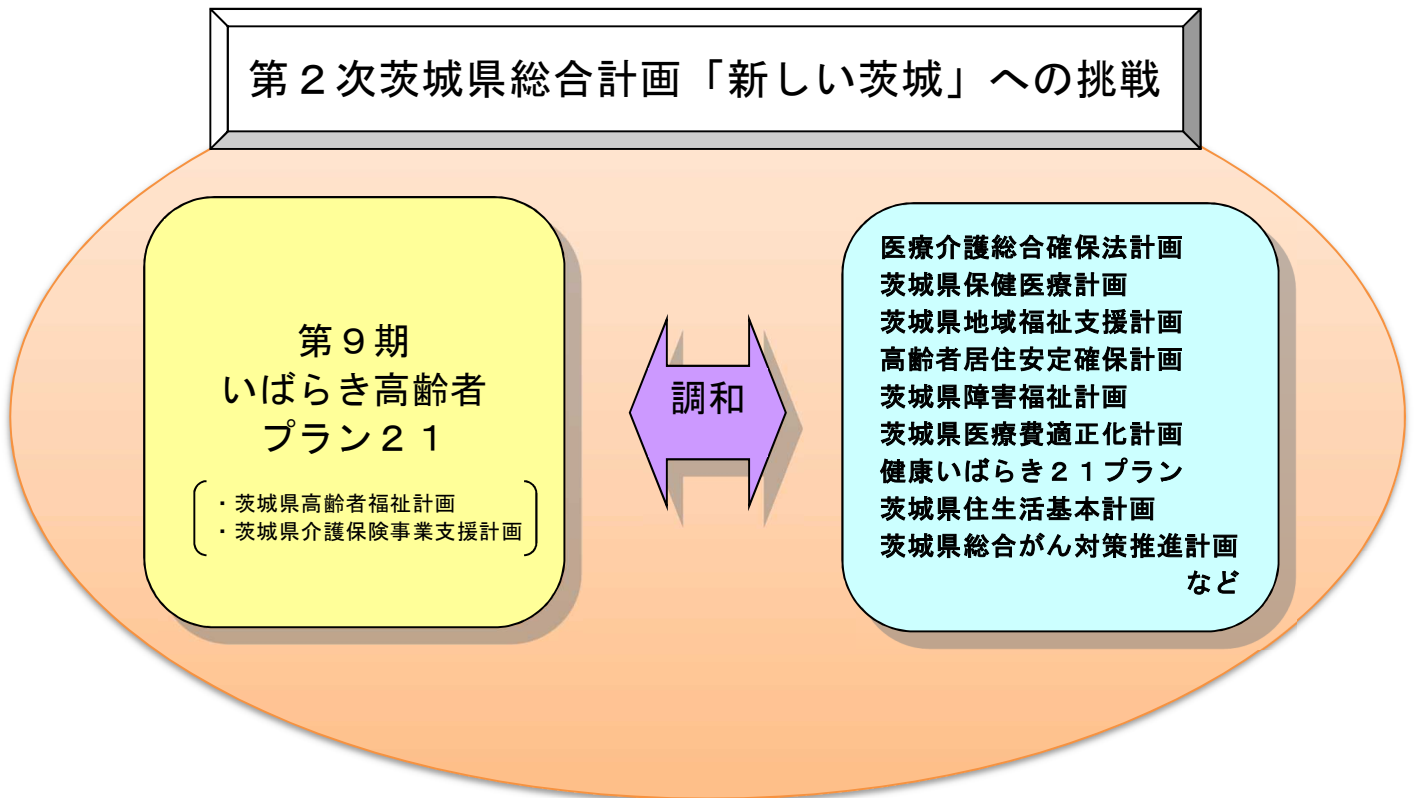 第２次茨城県総合計画「新しい茨城」への挑戦
第９期
いばらき高齢者
プラン２１
・茨城県高齢者福祉計画
・茨城県介護保険事業支援計画
調和
医療介護総合確保法計画
茨城県保健医療計画
茨城県地域福祉支援計画
高齢者居住安定確保計画
茨城県障害福祉計画
茨城県医療費適正化計画
健康いばらき２１プラン
茨城県住生活基本計画
茨城県総合がん対策推進計画
など